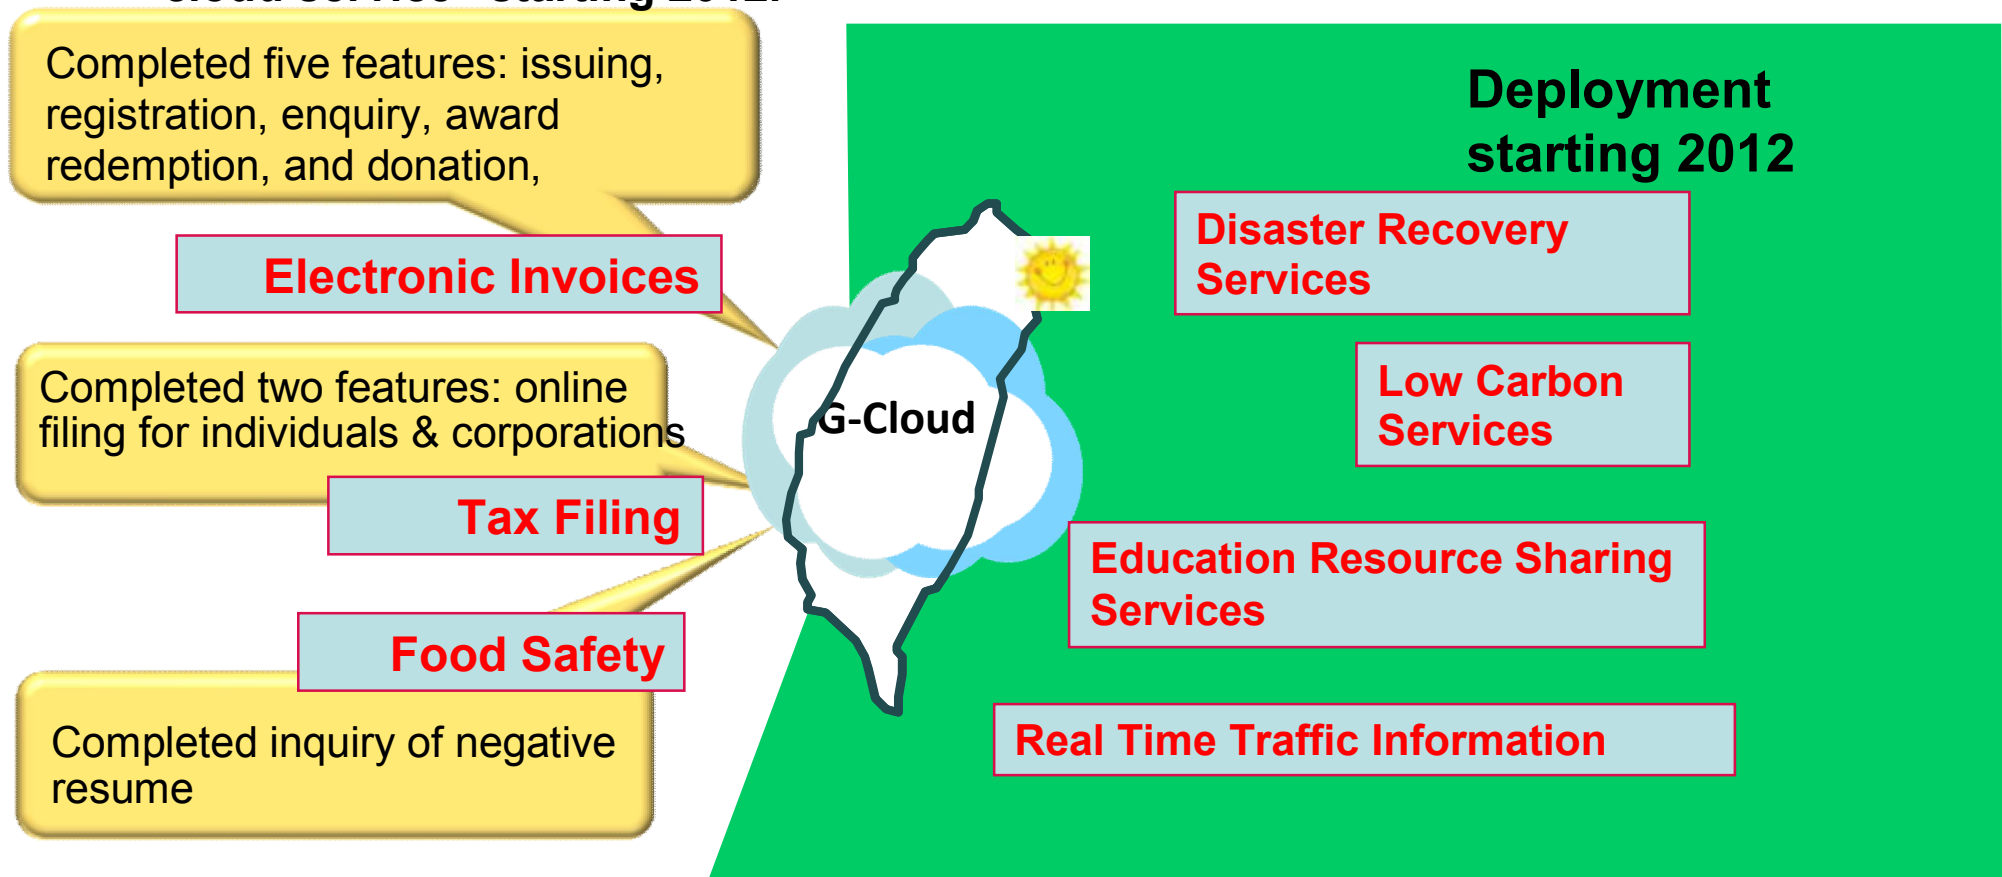 starting 2012.
Completed five features: issuing,
registration, enquiry, award
redemption, and donation,
Electronic Invoices
Completed two features: online
filing for individuals & corporations
Tax Filing
Food Safety
Completed inquiry of negative
resume
G-Cloud
Deployment
starting 2012
Disaster Recovery
Services
Low Carbon
Services
Education Resource Sharing
Services
Real Time Traffic Information